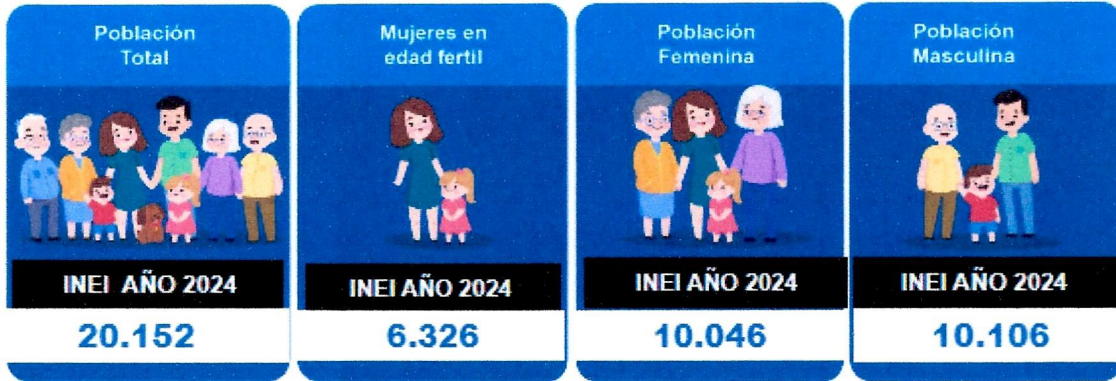 Población
Total
INEI AÑO 2024
20.152
Mujeres en
edad fertil
INEI AÑO 2024
6.326
Población
Femenina
INEI AÑO 2024
10.046
Población
Masculina
INEI AÑO 2024
10.106